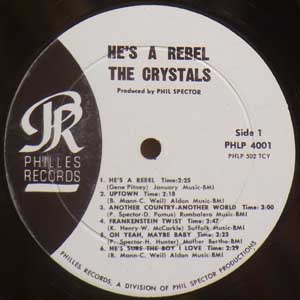 HE'S A REBEL
THE CRYSTALS
Produced by PHIL SPECTOR
PR
PHILLES
RECORDS
Side 1
PHLP 4001
PHLP 502 TCY
1. HE'S A REBEL Time:2:25
(Gene Pitney) January Music-BMI
2. UPTOWN Time: 2:18
(B. Mann-C. Weil) Aldon Music-BMI
3. ANOTHER COUNTRY-ANOTHER WORLD Time: 3:00
(P. Spector-D. Pomus) Rumbalero Music-BMI
4. FRANKENSTEIN TWIST Time: 2:47
(K. Henry-W. McCorkle) Suffolk Music-BMI
5. OH YEAH, MAYBE BABY Time: 2:23
(P. Spector-H. Hunter) Mother Bertha-BMI
6. HE'S SURE THE BOY I LOVE Time: 2:39
(B. Mann-C. Weil) Aldon Music-BMI
PHILLES RECORDS, A DIVISION OF PHIL SPECTOR PRODUCTIONS